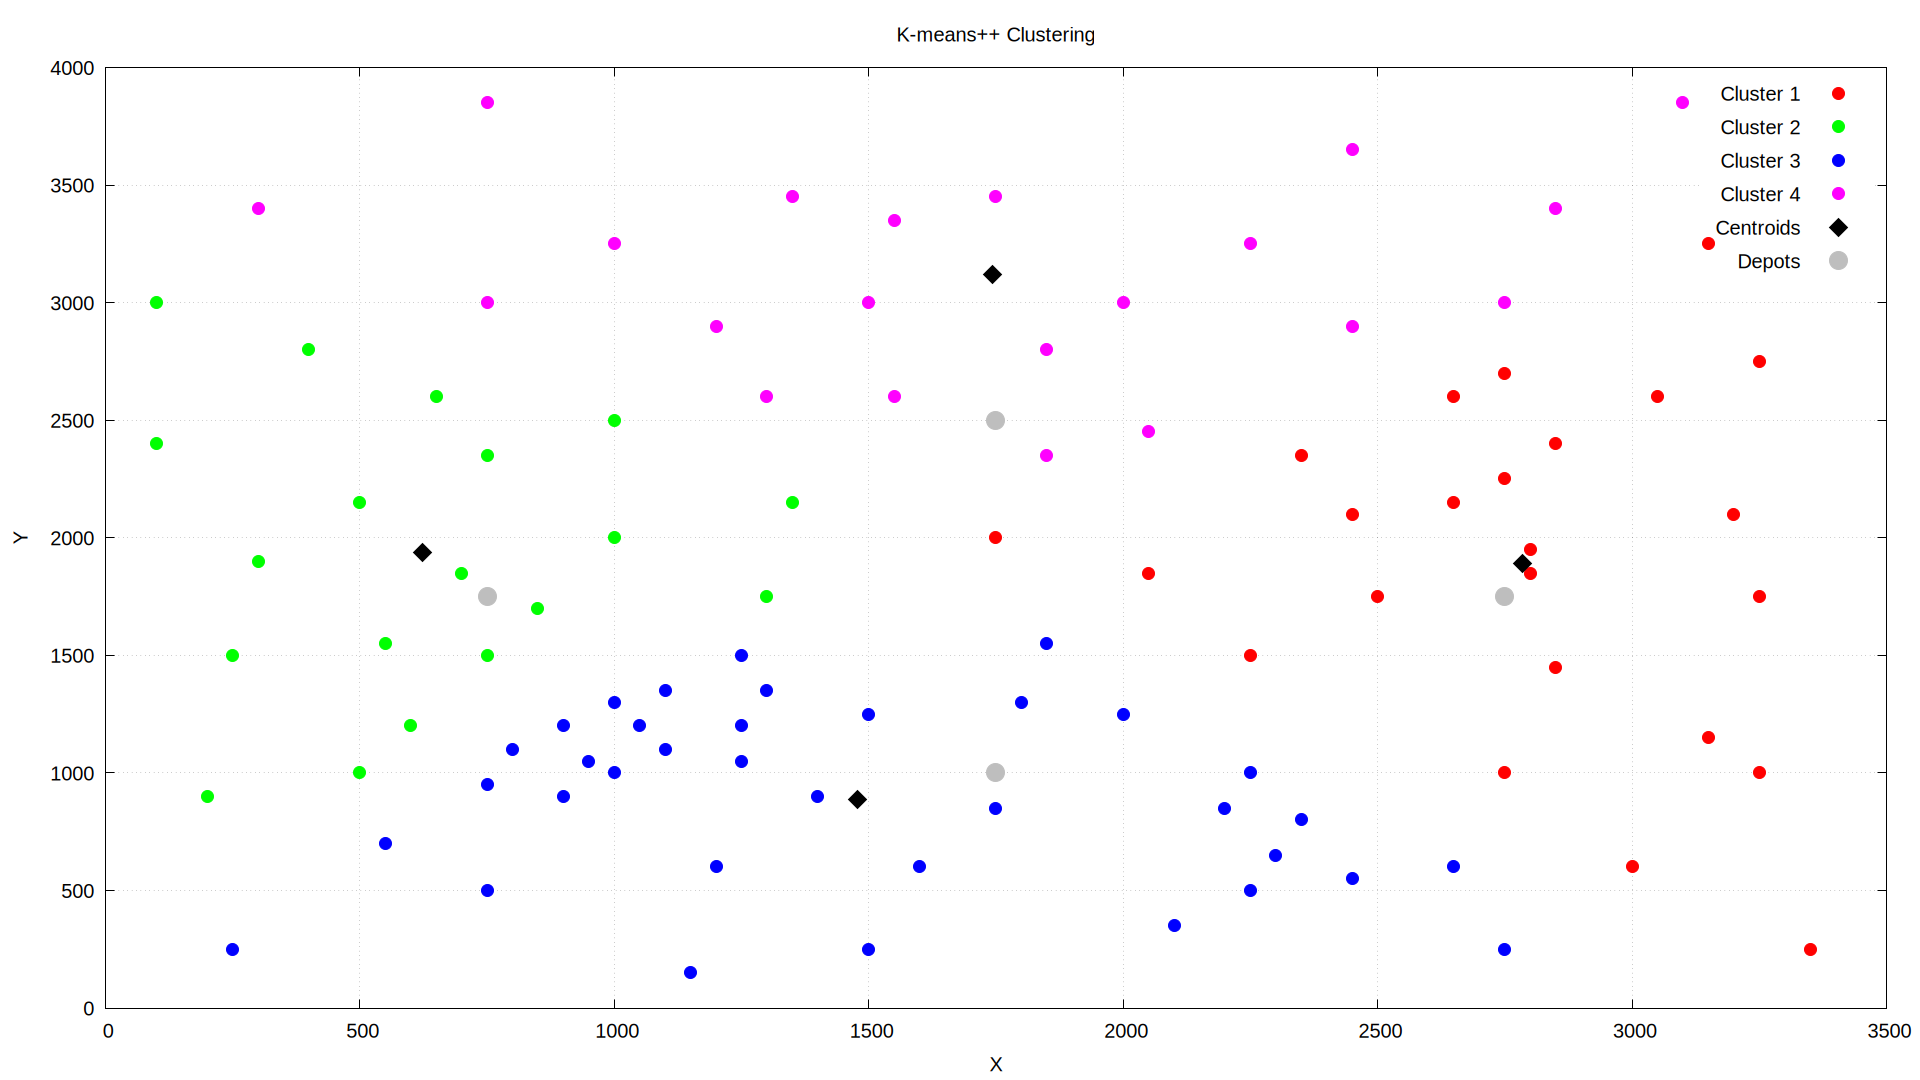 K-means++ Clustering
4000
3500
3000
2500
2000
1500
1000
500
0
Y
Cluster 1
Cluster 2
Cluster 3
Cluster 4
Centroids
Depots
0 500 1000 1500 2000 2500 3000 3500
X